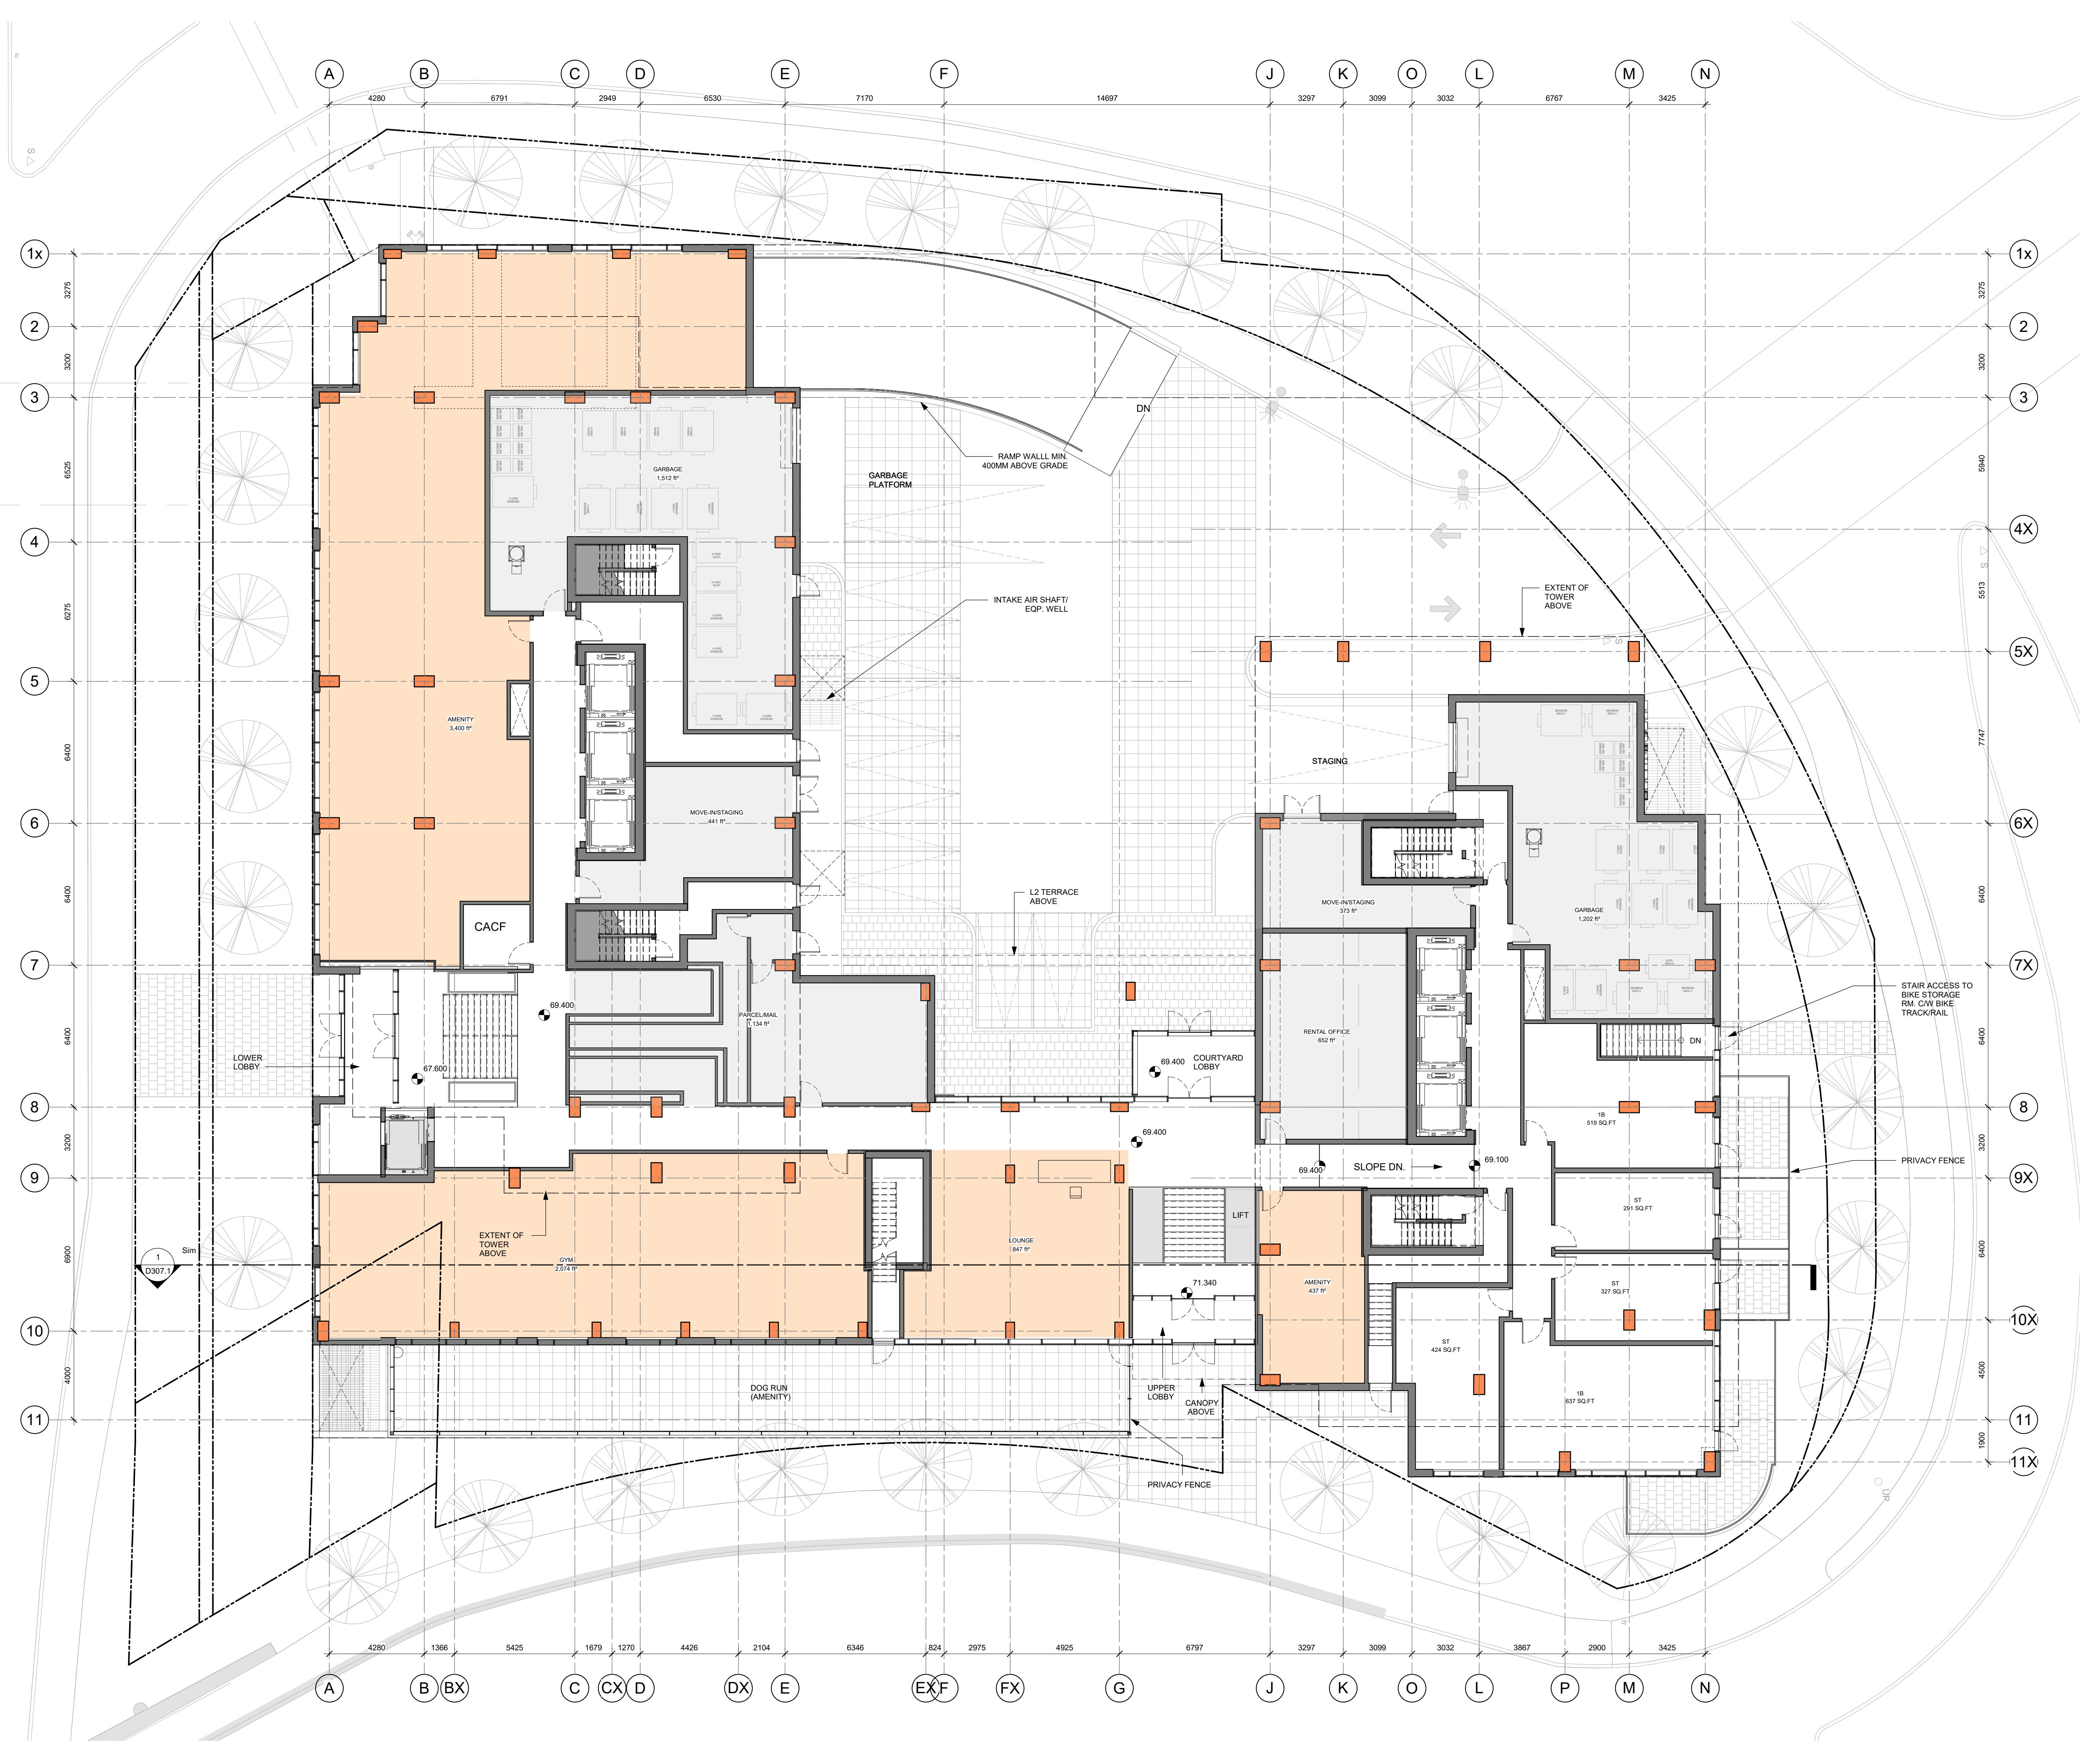 A B C D E F J K O L M N
4280 6791 2949 6530 7170 14697 3297 3099 3032 6767 3425
1x
1x
3275
3275
2
2
3200
3200
3
3
DN
RAMP WALLL MIN.
400MM ABOVE GRADE
GARBAGE
1,512 ft²
GARBAGE
PLATFORM
6525
5940
4
4X
INTAKE AIR SHAFT/
EQP. WELL
EXTENT OF
TOWER
ABOVE
6275
5513
5
5X
AMENITY
3,400 ft²
STAGING
6400
7747
MOVE-IN/STAGING
441 ft²
6
6X
L2 TERRACE
ABOVE
MOVE-IN/STAGING
373 ft²
GARBAGE
1,202 ft²
6400
6400
CACF
7
7X
STAIR ACCESS TO
BIKE STORAGE
RM. C/W BIKE
TRACK/RAIL
69.400
PARCEL/MAIL
1,134 ft²
RENTAL OFFICE
652 ft²
6400
6400
DN
LOWER
LOBBY
67.600
69.400
COURTYARD
LOBBY
8
8
1B
519 SQ.FT
69.400
3200
3200
69.400
SLOPE DN.
69.100
PRIVACY FENCE
9
9X
ST
291 SQ.FT
LIFT
EXTENT OF
TOWER
ABOVE
LOUNGE
847 ft²
1
D307.1
Sim
GYM
2,074 ft²
6900
6400
71.340
AMENITY
437 ft²
ST
327 SQ.FT
10
10X
ST
424 SQ.FT
4000
4500
DOG RUN
(AMENITY)
UPPER
LOBBY
CANOPY
ABOVE
1B
637 SQ.FT
11
11
1900
11X
PRIVACY FENCE
UP
4280 1366 5425 1679 1270 4426 2104 6346 824 2975 4925 6797 3297 3099 3032 3867 2900 3425
A B BX C CX D DX E EX F FX G J K O L P M N